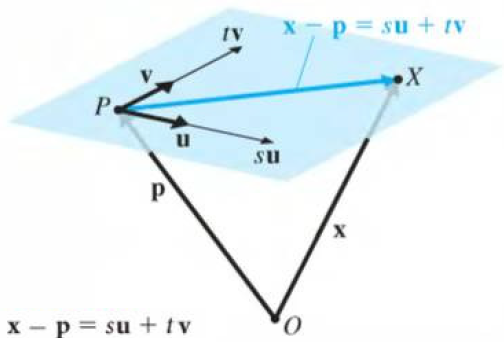 x − p = su + tv
tv
v
X
P
u
su
p
x
x − p = su + tv
O